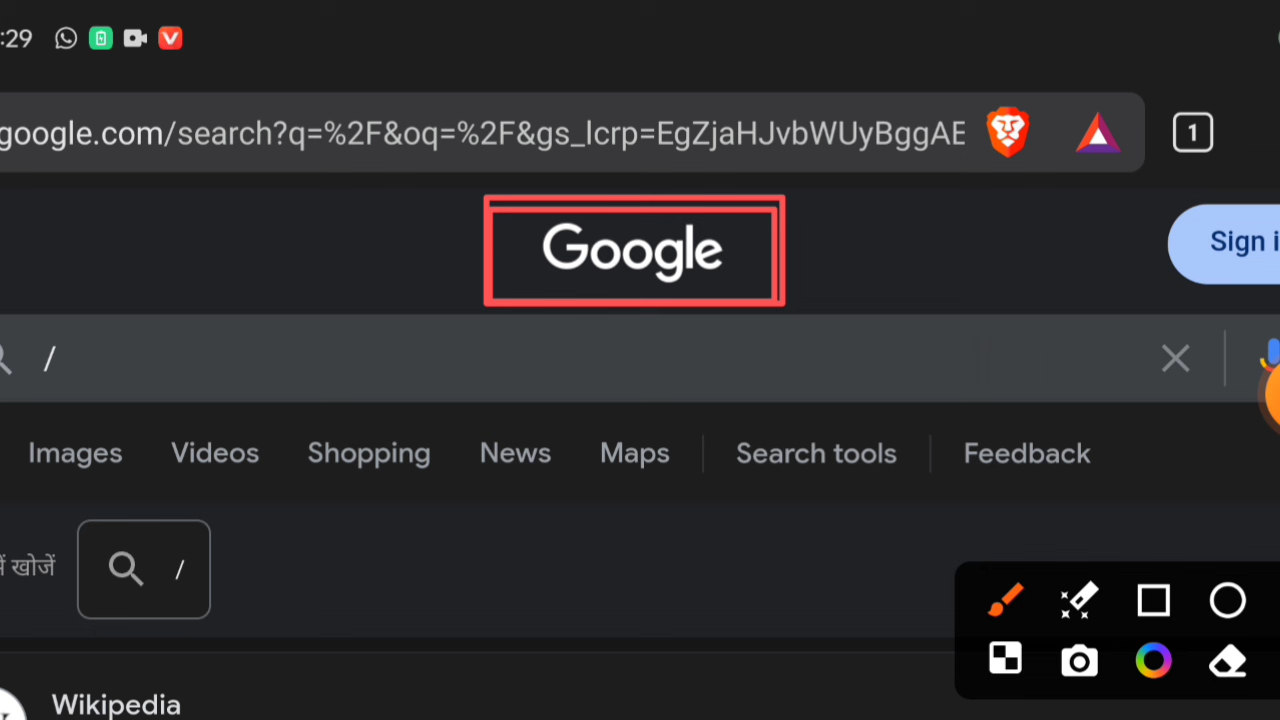 :29
google.com/search?q=%2F&oq=%2F&gs_lcrp=EgZjaHJvbWUyBggAE
1
Google
Sign i
/
Images Videos Shopping News Maps Search tools Feedback
में खोजें
/
Wikipedia